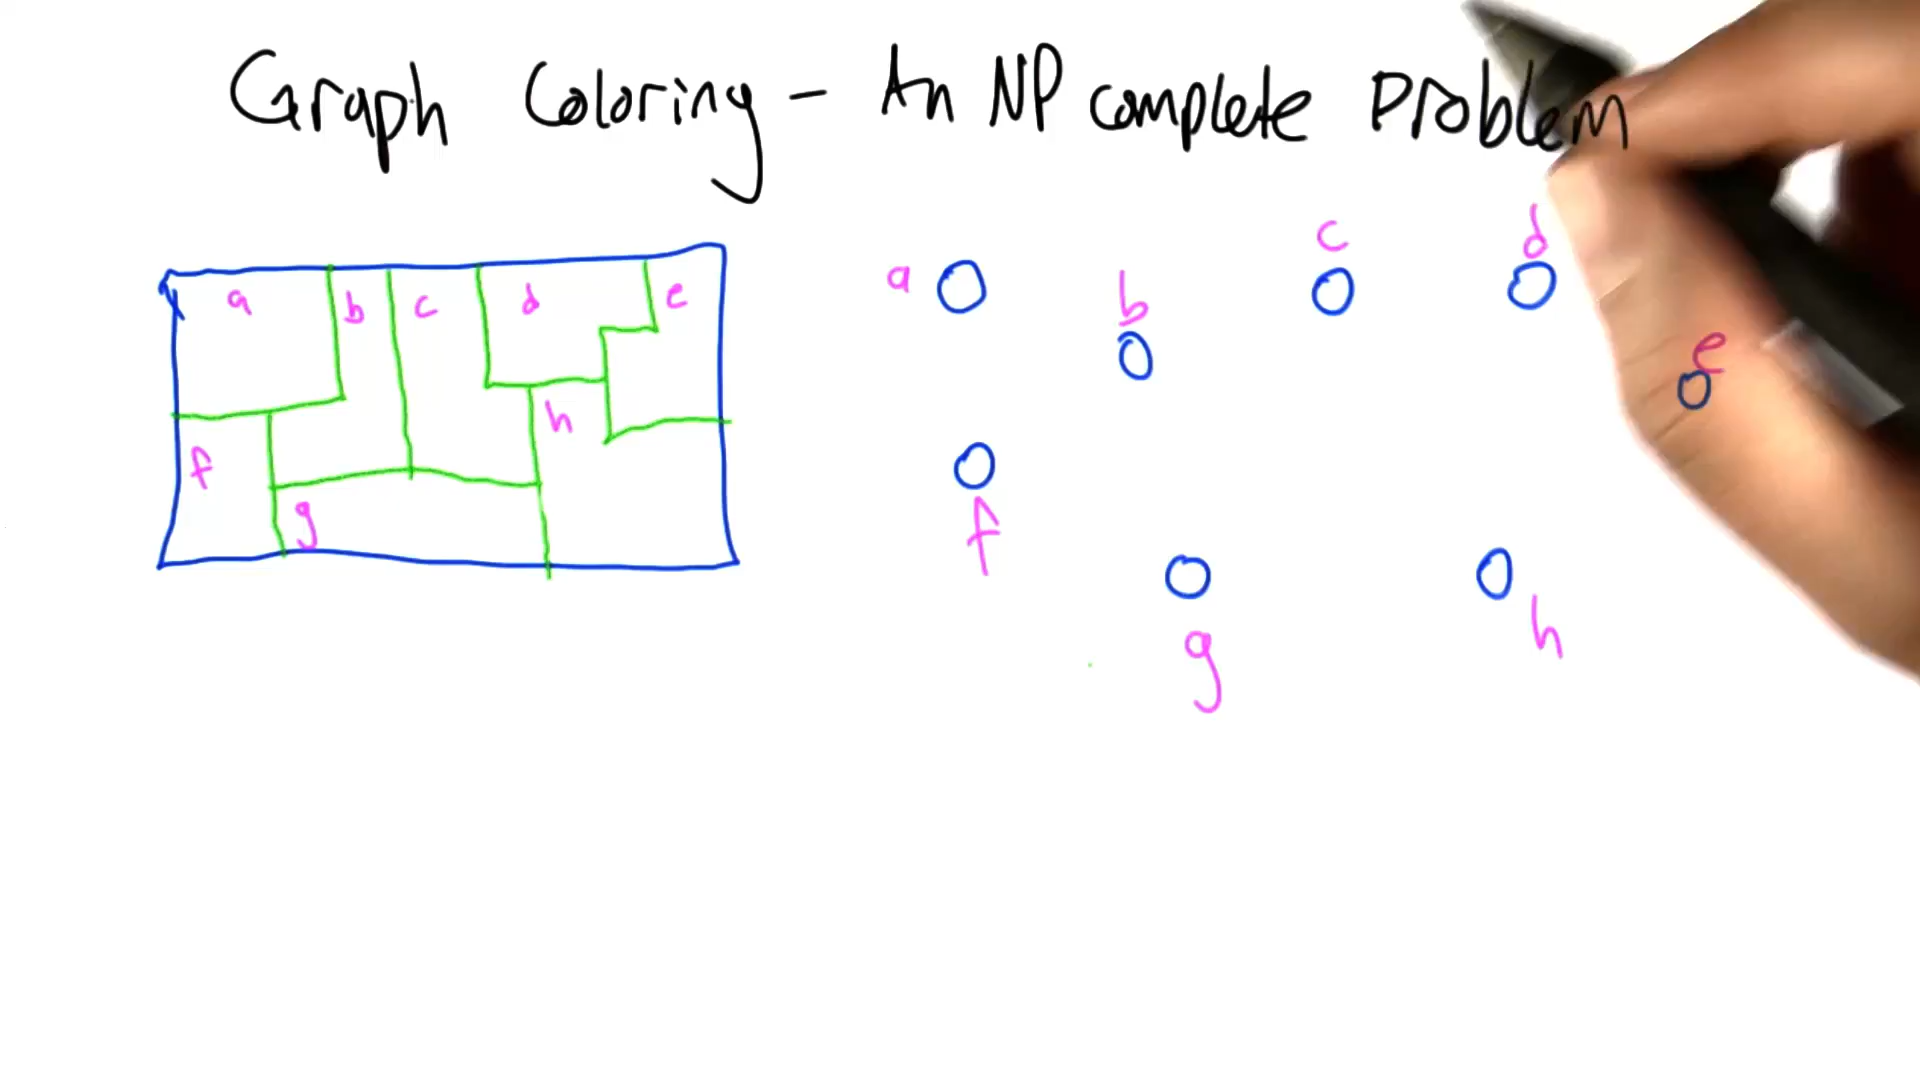 Graph Coloring - An NP complete Problem
a b c d e
f h
g
a b c d
e
f
g h